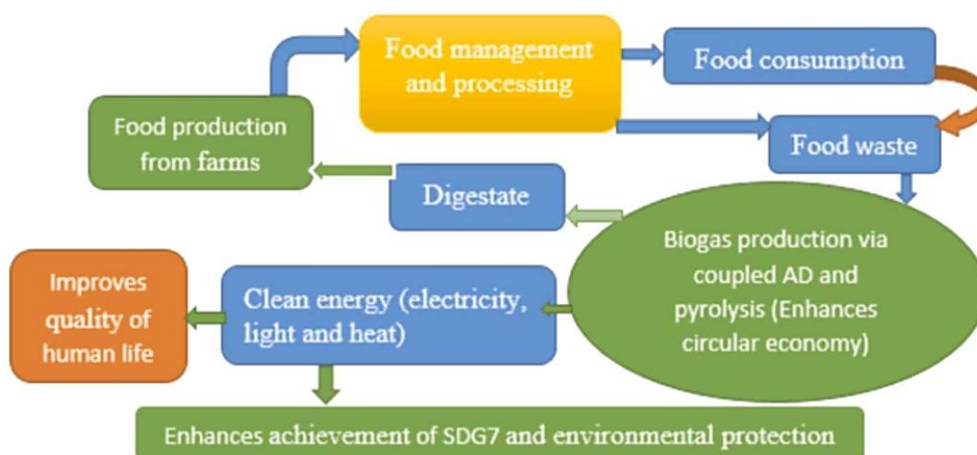 Food management
and processing
Food consumption
Food production
from farms
Food waste
Digestate
Biogas production via
coupled AD and
pyrolysis (Enhances
circular economy)
Improves
quality of
human life
Clean energy (electricity,
light and heat)
Enhances achievement of SDG7 and environmental protection